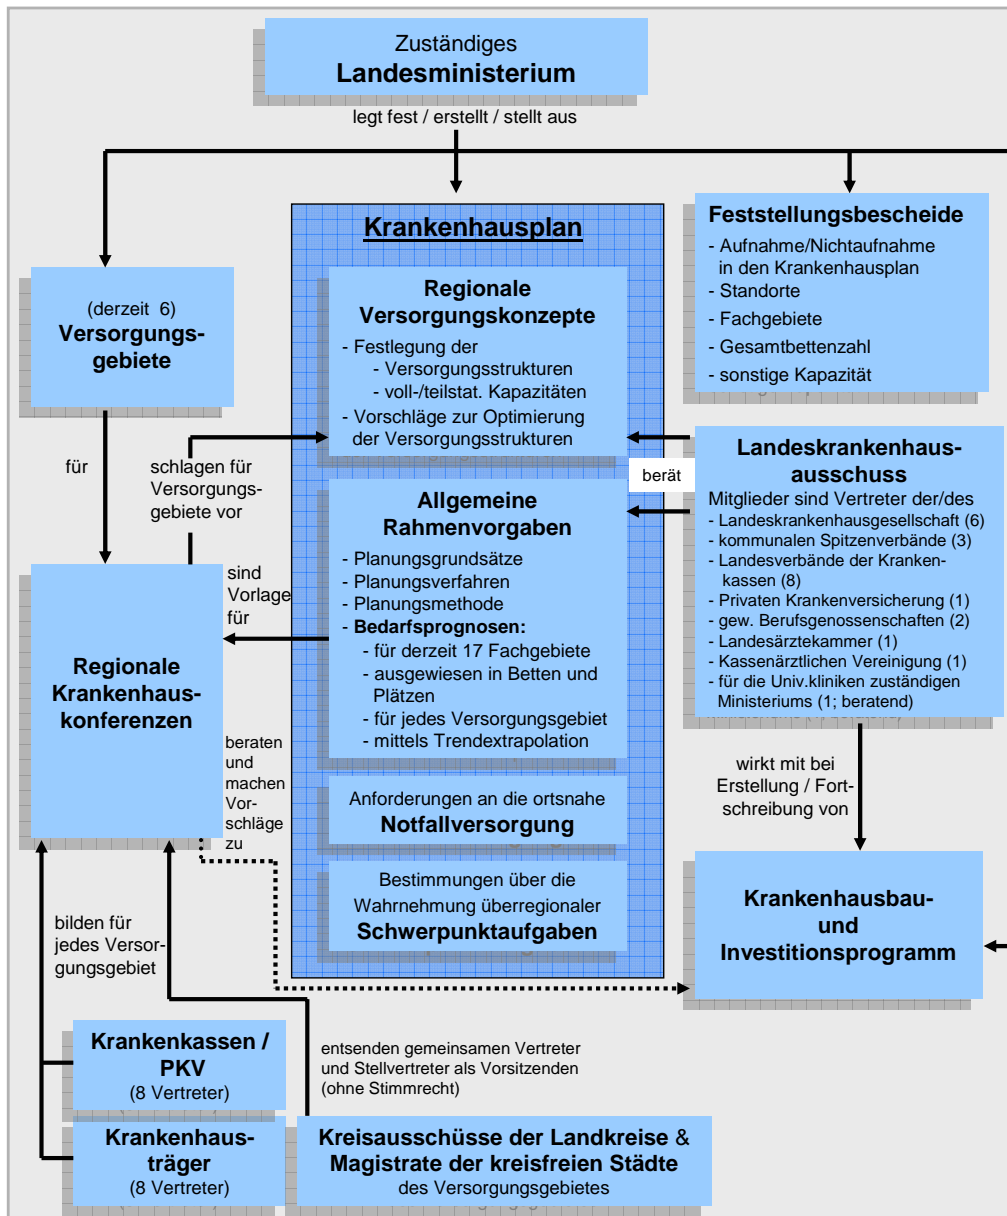 Zuständiges
Landesministerium
legt fest / erstellt / stellt aus
(derzeit 6)
Versorgungs-
gebiete
für
Krankenhausplan
Regionale
Versorgungskonzepte
- Festlegung der
- Versorgungsstrukturen
- voll-/teilstat. Kapazitäten
- Vorschläge zur Optimierung
der Versorgungsstrukturen
Allgemeine
Rahmenvorgaben
- Planungsgrundsätze
- Planungsverfahren
- Planungsmethode
- Bedarfsprognosen:
- für derzeit 17 Fachgebiete
- ausgewiesen in Betten und
Plätzen
- für jedes Versorgungsgebiet
- mittels Trendextrapolation
Anforderungen an die ortsnahe
Notfallversorgung
Bestimmungen über die
Wahrnehmung überregionaler
Schwerpunktaufgaben
Feststellungsbescheide
- Aufnahme/Nichtaufnahme
in den Krankenhausplan
- Standorte
- Fachgebiete
- Gesamtbettenzahl
- sonstige Kapazität
berät
Landeskrankenhaus-
ausschuss
Mitglieder sind Vertreter der/des
- Landeskrankenhausgesellschaft (6)
- kommunalen Spitzenverbände (3)
- Landesverbände der Kranken-
kassen (8)
- Privaten Krankenversicherung (1)
- gew. Berufsgenossenschaften (2)
- Landesärztekammer (1)
- Kassenärztlichen Vereinigung (1)
- für die Univ.kliniken zuständigen
Ministeriums (1; beratend)
wirkt mit bei
Erstellung / Fort-
schreibung von
Krankenhausbau-
und
Investitionsprogramm
schlagen für
Versorgungs-
gebiete vor
sind
Vorlage
für
Regionale
Krankenhaus-
konferenzen
beraten
und
machen
Vor-
schläge
zu
bilden für
jedes Versor-
gungsgebiet
Krankenkassen /
PKV
(8 Vertreter)
Krankenhaus-
träger
(8 Vertreter)
entsenden gemeinsamen Vertreter
und Stellvertreter als Vorsitzenden
(ohne Stimmrecht)
Kreisausschüsse der Landkreise &
Magistrate der kreisfreien Städte
des Versorgungsgebietes